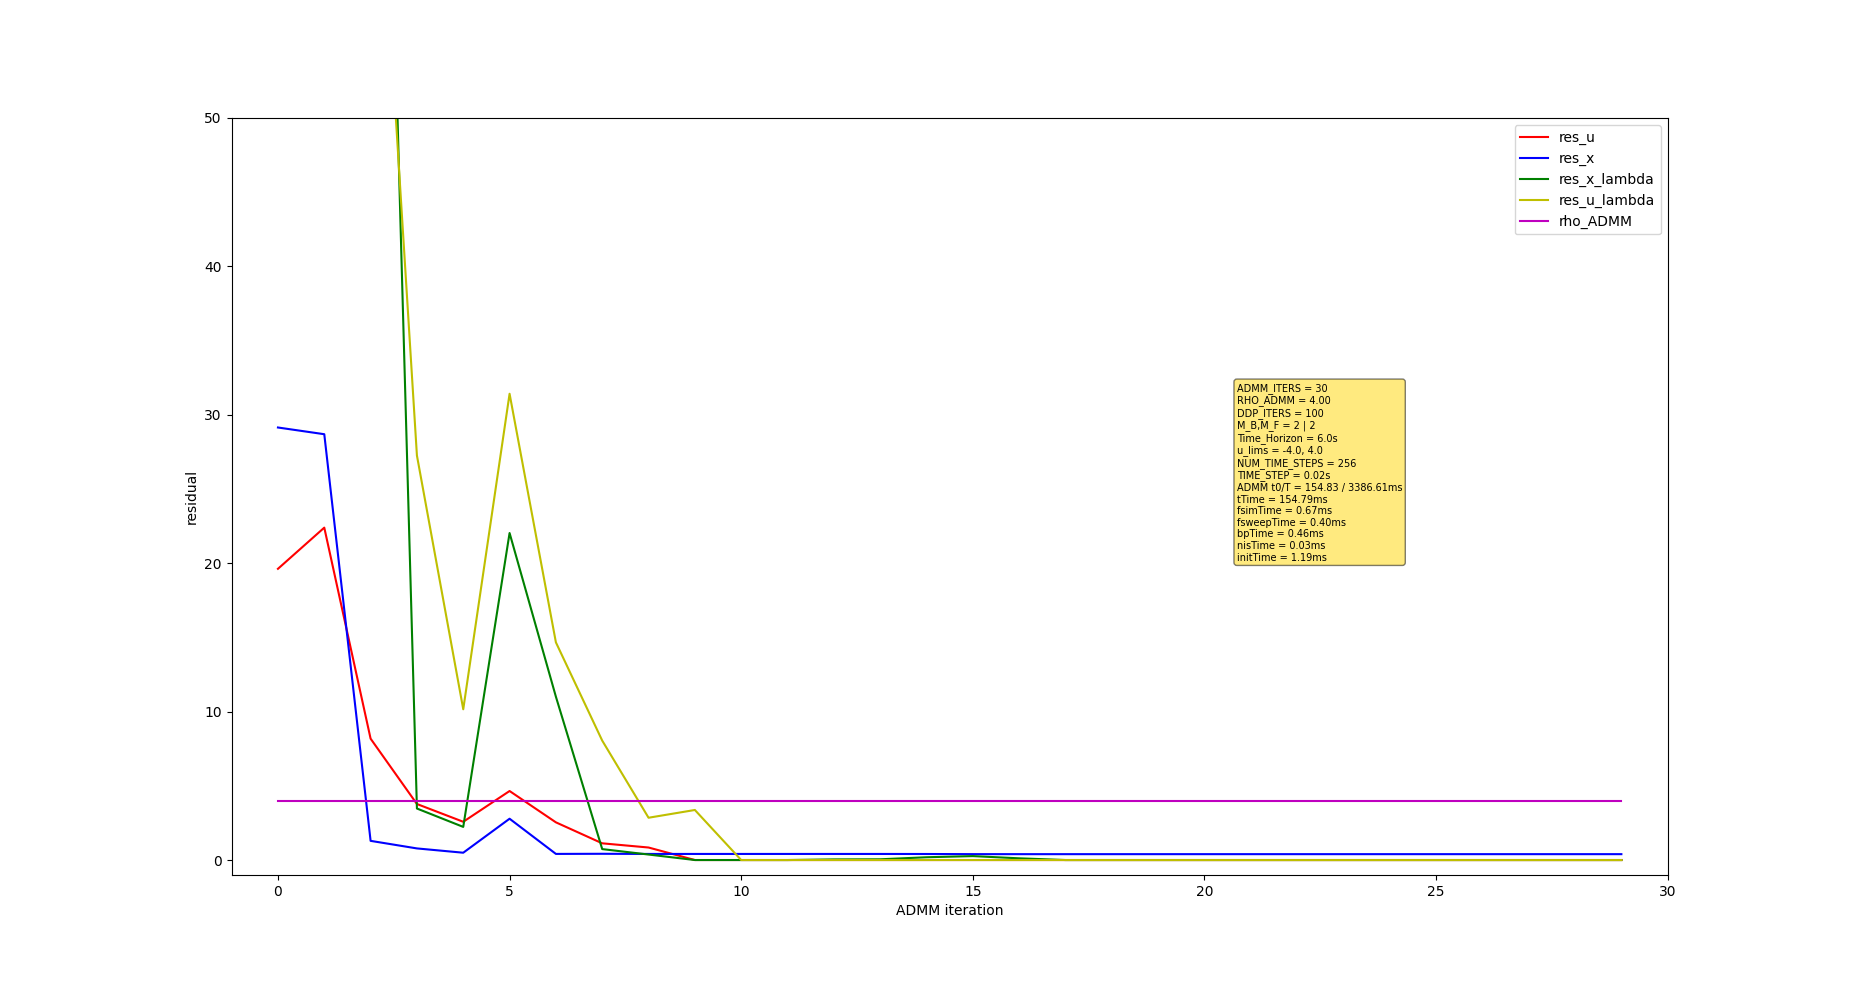 50
40
30
20
10
0
residual
0 5 10 15 20 25 30
ADMM iteration
res_u
res_x
res_x_lambda
res_u_lambda
rho_ADMM
ADMM_ITERS = 30
RHO_ADMM = 4.00
DDP_ITERS = 100
M_B,M_F = 2 | 2
Time_Horizon = 6.0s
u_lims = -4.0, 4.0
NUM_TIME_STEPS = 256
TIME_STEP = 0.02s
ADMM t0/T = 154.83 / 3386.61ms
tTime = 154.79ms
fsimTime = 0.67ms
fsweepTime = 0.40ms
bpTime = 0.46ms
nisTime = 0.03ms
initTime = 1.19ms